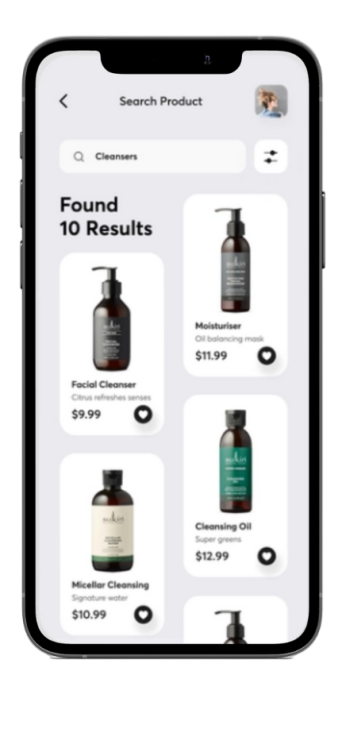 Search Product
Cleansers
Found
10 Results
Moisturiser
Oil balancing mask
$11.99
Facial Cleanser
Citrus refreshes senses
$9.99
Cleansing Oil
Super greens
$12.99
Micellar Cleansing
Signature water
$10.99